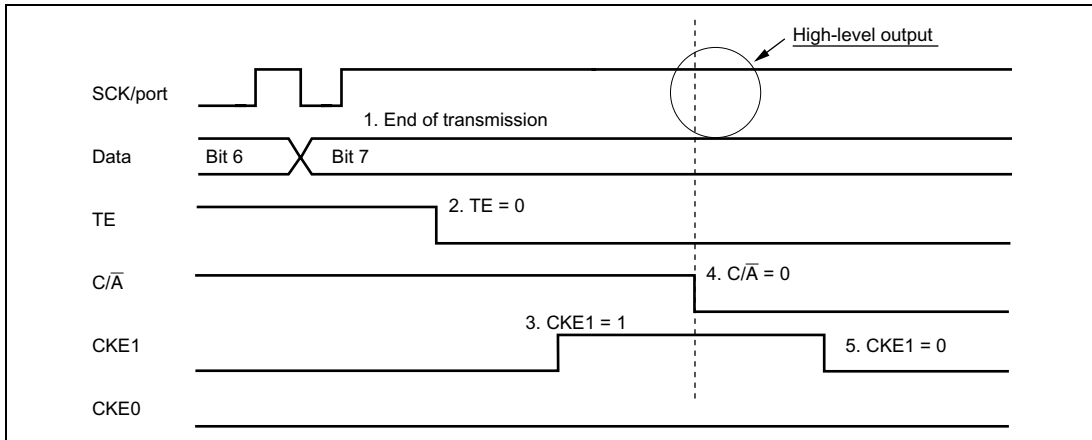 High-level output
SCK/port
1. End of transmission
Data
Bit 6
Bit 7
TE
2. TE = 0
C/A̅
4. C/A̅ = 0
3. CKE1 = 1
CKE1
5. CKE1 = 0
CKE0